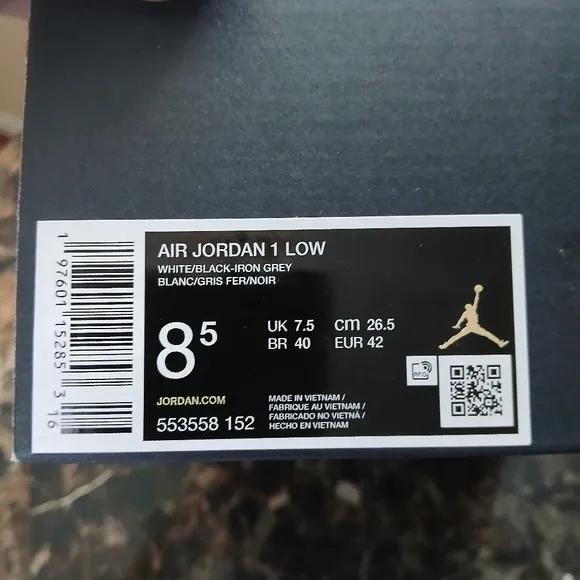 AIR JORDAN 1 LOW
WHITE/BLACK-IRON GREY
BLANC/GRIS FER/NOIR
85
UK 7.5 cm 26.5
BR 40 EUR 42
JORDAN.COM
553558 152
MADE IN VIETNAM /
FABRIQUE AU VIETNAM /
FABRICADO NO VIETNÃ /
HECHO EN VIETNAM
RFID
1 97601 15285 3 16